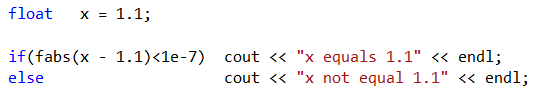 float   x = 1.1;
if(fabs(x - 1.1)<1e-7)  cout << "x equals 1.1" << endl;
else                    cout << "x not equal 1.1" << endl;